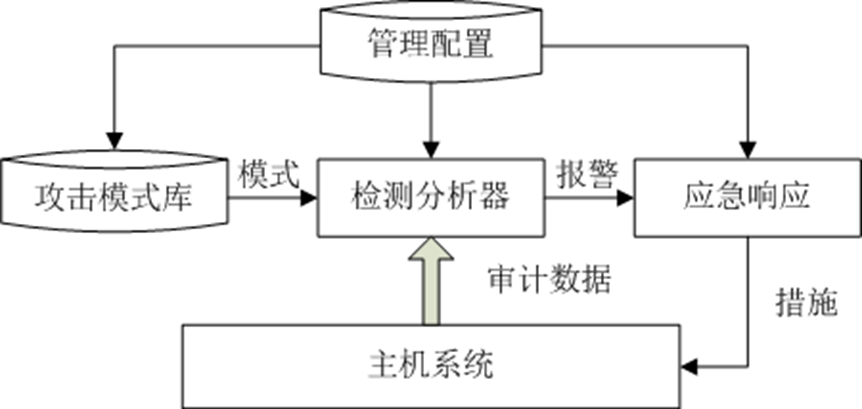 管理配置
攻击模式库
模式
检测分析器
报警
应急响应
审计数据
措施
主机系统